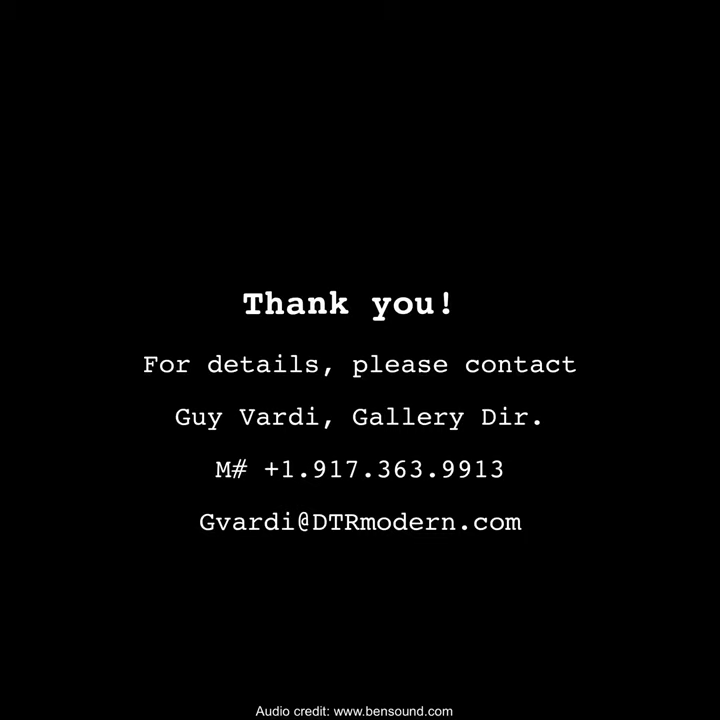 Thank you!
For details, please contact
Guy Vardi, Gallery Dir.
M# +1.917.363.9913
Gvardi@DTRmodern.com
Audio credit: www.bensound.com